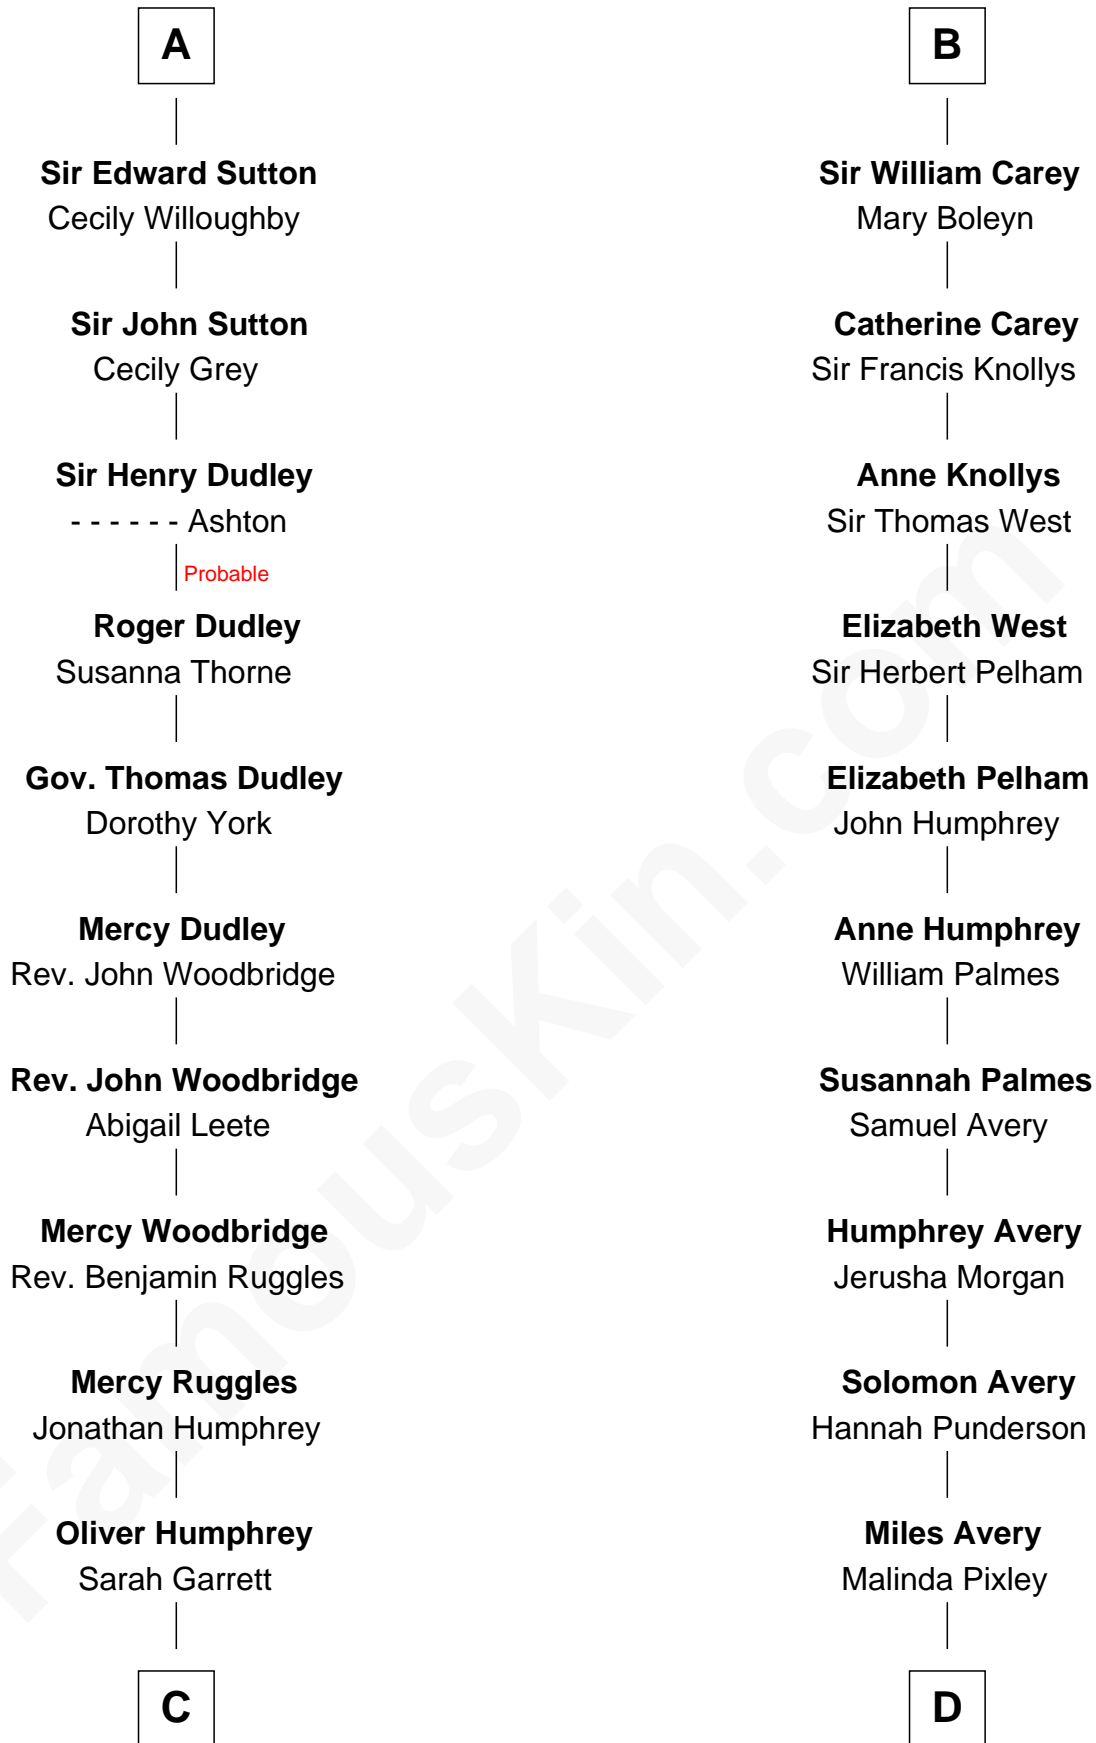 A
Sir Edward Sutton
Cecily Willoughby
Sir John Sutton
Cecily Grey
Sir Henry Dudley
- - - - - - Ashton
Probable
Roger Dudley
Susanna Thorne
Gov. Thomas Dudley
Dorothy York
Mercy Dudley
Rev. John Woodbridge
Rev. John Woodbridge
Abigail Leete
Mercy Woodbridge
Rev. Benjamin Ruggles
Mercy Ruggles
Jonathan Humphrey
Oliver Humphrey
Sarah Garrett
C
B
Sir William Carey
Mary Boleyn
Catherine Carey
Sir Francis Knollys
Anne Knollys
Sir Thomas West
Elizabeth West
Sir Herbert Pelham
Elizabeth Pelham
John Humphrey
Anne Humphrey
William Palmes
Susannah Palmes
Samuel Avery
Humphrey Avery
Jerusha Morgan
Solomon Avery
Hannah Punderson
Miles Avery
Malinda Pixley
D
FamousKin.com